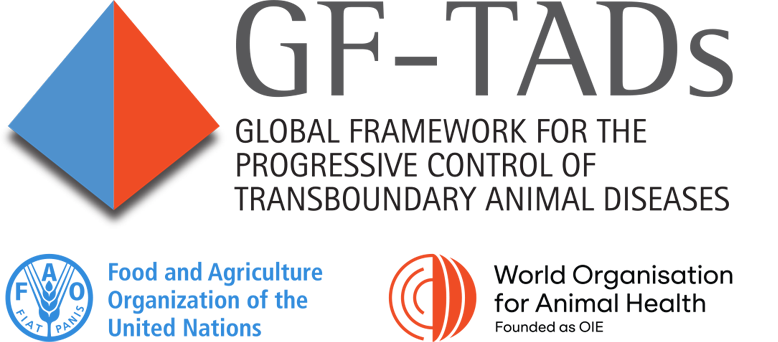 GF-TADs
GLOBAL FRAMEWORK FOR THE
PROGRESSIVE CONTROL OF
TRANSBOUNDARY ANIMAL DISEASES
F A O
FIAT PANIS
Food and Agriculture
Organization of the
United Nations
World Organisation
for Animal Health
Founded as OIE